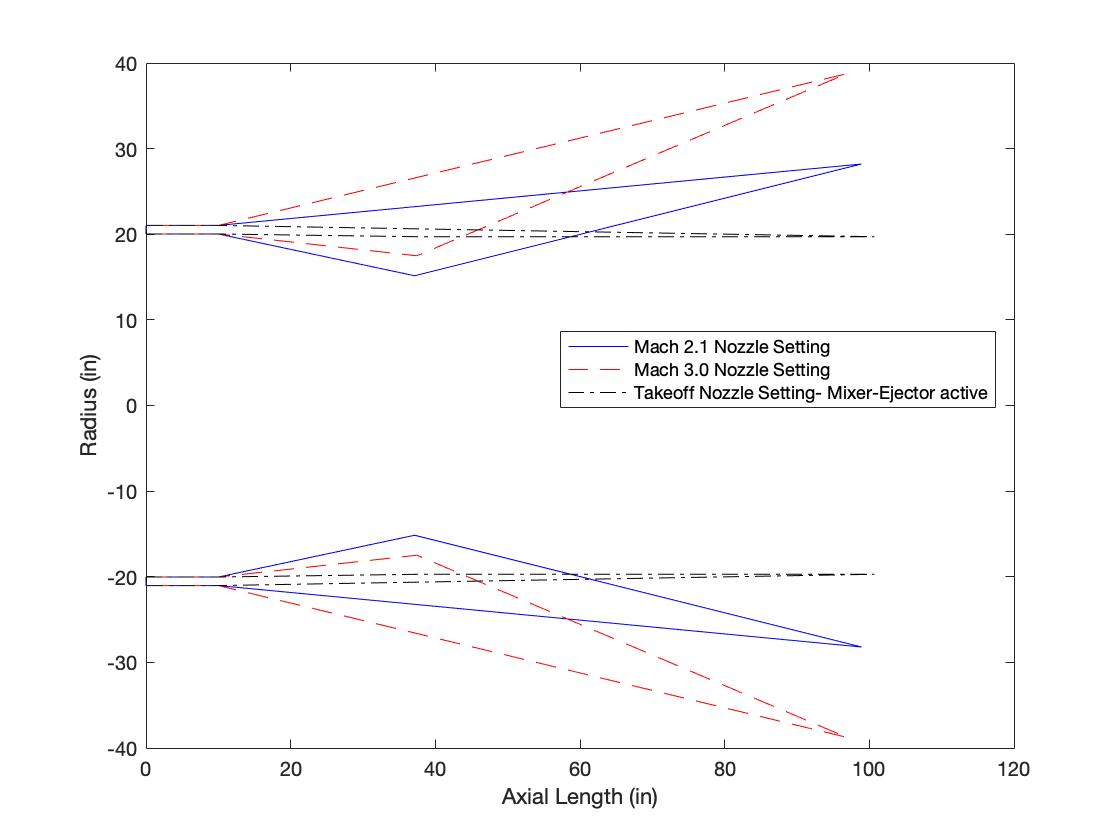 40
30
20
10
0
-10
-20
-30
-40
Radius (in)
Mach 2.1 Nozzle Setting
Mach 3.0 Nozzle Setting
Takeoff Nozzle Setting- Mixer-Ejector active
0 20 40 60 80 100 120
Axial Length (in)